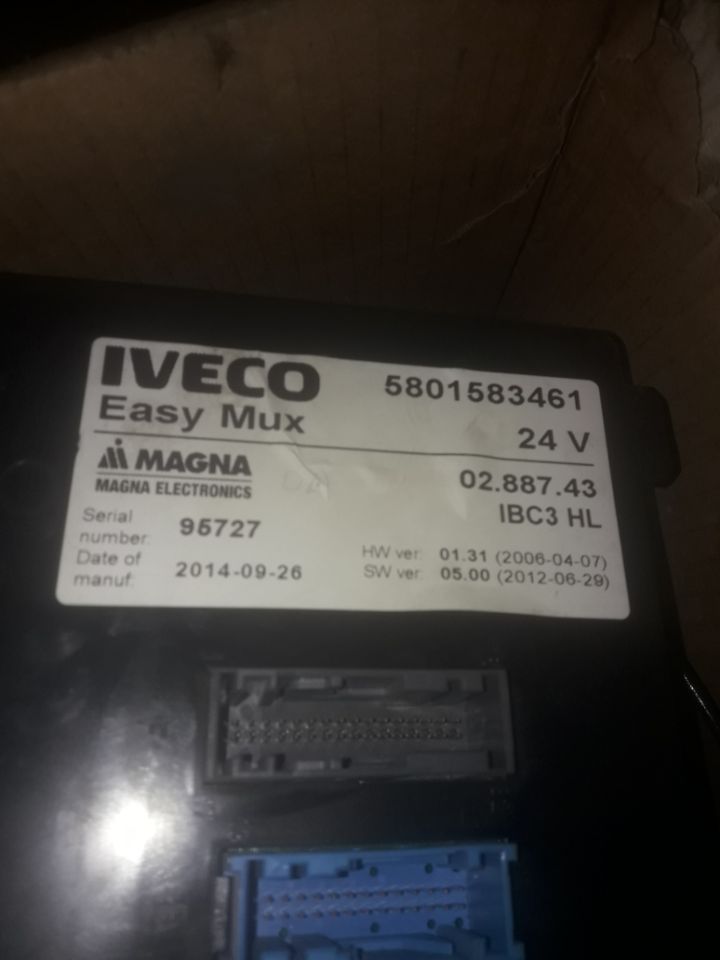 IVECO 5801583461
Easy Mux 24 V
MAGNA 02.887.43
MAGNA ELECTRONICS IBC3 HL
Serial
number: 95727
Date of HW ver: 01.31 (2006-04-07)
manuf: 2014-09-26 SW ver: 05.00 (2012-06-29)